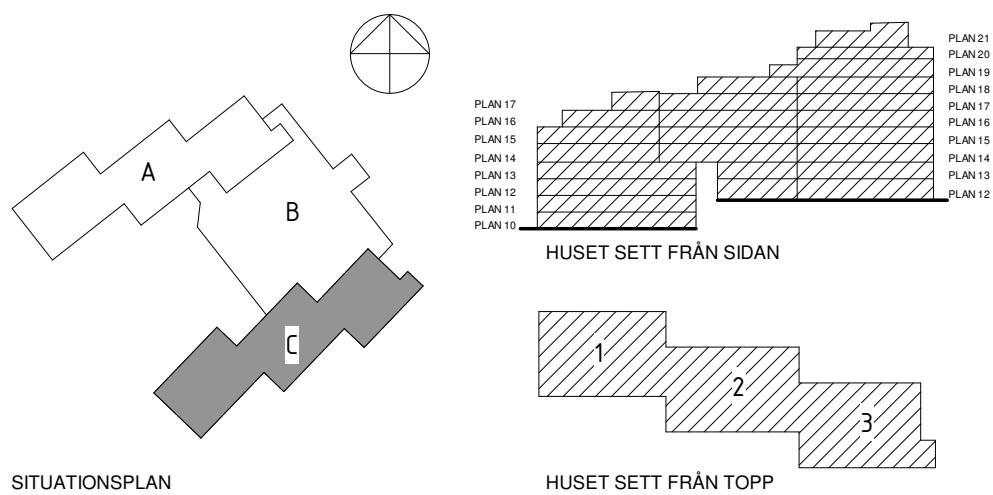 A
B
C
SITUATIONSPLAN
PLAN 17
PLAN 16
PLAN 15
PLAN 14
PLAN 13
PLAN 12
PLAN 11
PLAN 10
PLAN 21
PLAN 20
PLAN 19
PLAN 18
PLAN 17
PLAN 16
PLAN 15
PLAN 14
PLAN 13
PLAN 12
HUSET SETT FRÅN SIDAN
1
2
3
HUSET SETT FRÅN TOPP